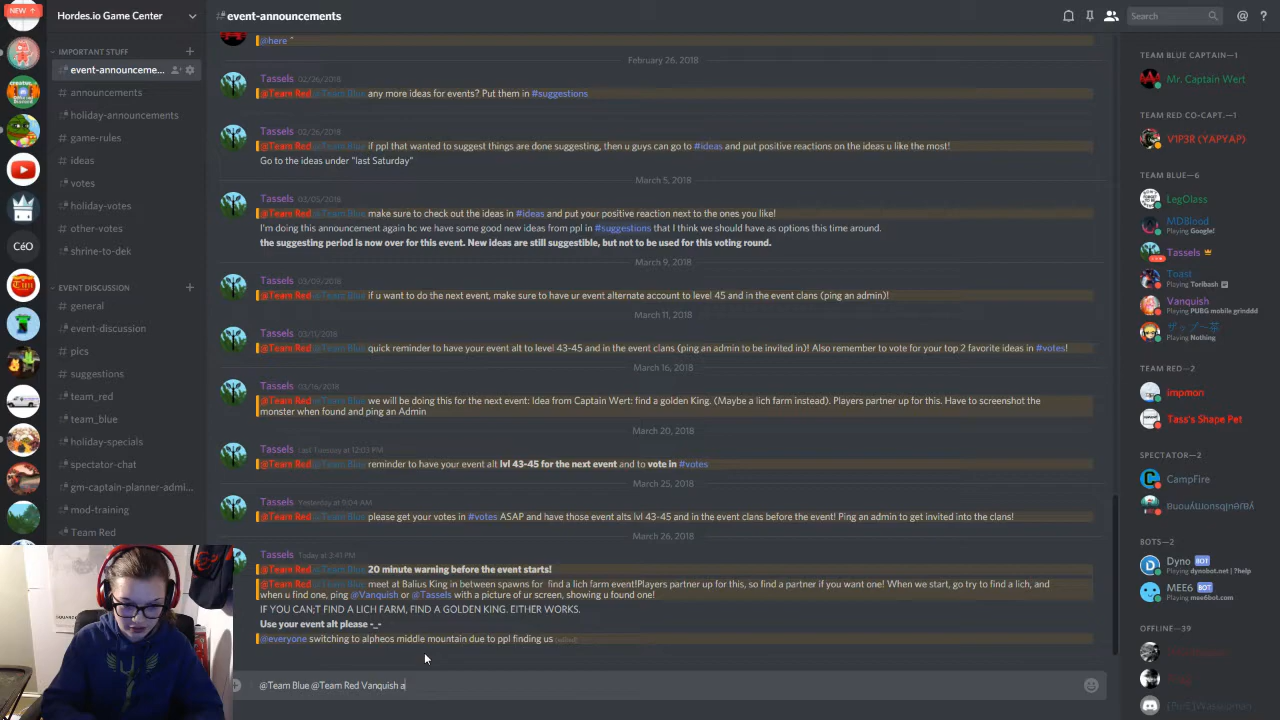 NEW ↑
Hordes.io Game Center
#event-announcements
Search
IMPORTANT STUFF
event-announceme...
announcements
holiday-announcements
game-rules
ideas
votes
holiday-votes
other-votes
shrine-to-dek
CéO
EVENT DISCUSSION
general
event-discussion
pics
suggestions
team_red
team_blue
holiday-specials
spectator-chat
gm-captain-planner-admi...
mod-training
Team Red
@here "
February 26, 2018
Tassels 02/26/2018
@Team Red @Team Blue any more ideas for events? Put them in #suggestions
Tassels 02/26/2018
@Team Red @Team Blue if ppl that wanted to suggest things are done suggesting, then u guys can go to #ideas and put positive reactions on the ideas u like the most!
Go to the ideas under "last Saturday"
March 5, 2018
Tassels 03/05/2018
@Team Red @Team Blue make sure to check out the ideas in #ideas and put your positive reaction next to the ones you like!
I'm doing this announcement again bc we have some good new ideas from ppl in #suggestions that I think we should have as options this time around.
the suggesting period is now over for this event. New ideas are still suggestible, but not to be used for this voting round.
March 9, 2018
Tassels 03/09/2018
@Team Red @Team Blue if u want to do the next event, make sure to have ur event alternate account to level 45 and in the event clans (ping an admin)!
March 11, 2018
Tassels 03/11/2018
@Team Red @Team Blue quick reminder to have your event alt to level 43-45 and in the event clans (ping an admin to be invited in)! Also remember to vote for your top 2 favorite ideas in #votes!
March 16, 2018
Tassels 03/16/2018
@Team Red @Team Blue we will be doing this for the next event: Idea from Captain Wert: find a golden King. (Maybe a lich farm instead). Players partner up for this. Have to screenshot the
monster when found and ping an Admin
March 20, 2018
Tassels Last Tuesday at 12:03 PM
@Team Red @Team Blue reminder to have your event alt lvl 43-45 for the next event and to vote in #votes
March 25, 2018
Tassels Yesterday at 9:04 AM
@Team Red @Team Blue please get your votes in #votes ASAP and have those event alts lvl 43-45 and in the event clans before the event! Ping an admin to get invited into the clans!
March 26, 2018
Tassels Today at 2:41 PM
@Team Red @Team Blue 20 minute warning before the event starts!
@Team Red @Team Blue meet at Balius King in between spawns for find a lich farm event!Players partner up for this, so find a partner if you want one! When we start, go try to find a lich, and
when u find one, ping @Vanquish or @Tassels with a picture of ur screen, showing u found one!
IF YOU CAN;T FIND A LICH FARM, FIND A GOLDEN KING. EITHER WORKS.
Use your event alt please -_-
@everyone switching to alpheos middle mountain due to ppl finding us (edited)
@Team Blue @Team Red Vanquish a
TEAM BLUE CAPTAIN—1
Mr. Captain Wert
TEAM RED CO-CAPT.—1
V1P3R (YAPYAP)
TEAM BLUE—6
LegOlass
MDBlood
Playing Google!
Tassels
Toast
Playing Toribash
Vanquish
Playing PUBG mobile grinddd
Playing Nothing
TEAM RED—2
impmon
Tass's Shape Pet
SPECTATOR—2
CampFire
BOTS—2
Dyno BOT
Playing dynobot.net | ?help
MEE6 BOT
Playing mee6bot.com
OFFLINE—39